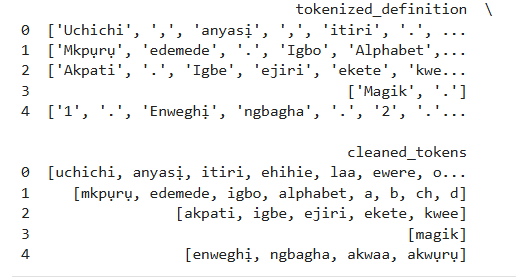 tokenized_definition \
0 ['Uchichi', ',', 'anyasị', ',', 'itiri', '.', ...
1 ['Mkpụrụ', 'edemede', '.', 'Igbo', 'Alphabet',...
2 ['Akpati', '.', 'Igbe', 'ejiri', 'ekete', 'kwe...
3 ['Magik', '.']
4 ['1', '.', 'Enweghị', 'ngbagha', '.', '2', '.'...
cleaned_tokens
0 [uchichi, anyasị, itiri, ehihie, laa, ewere, o...
1 [mkpụrụ, edemede, igbo, alphabet, a, b, ch, d]
2 [akpati, igbe, ejiri, ekete, kwee]
3 [magik]
4 [enweghị, ngbagha, akwaa, akwụrụ]